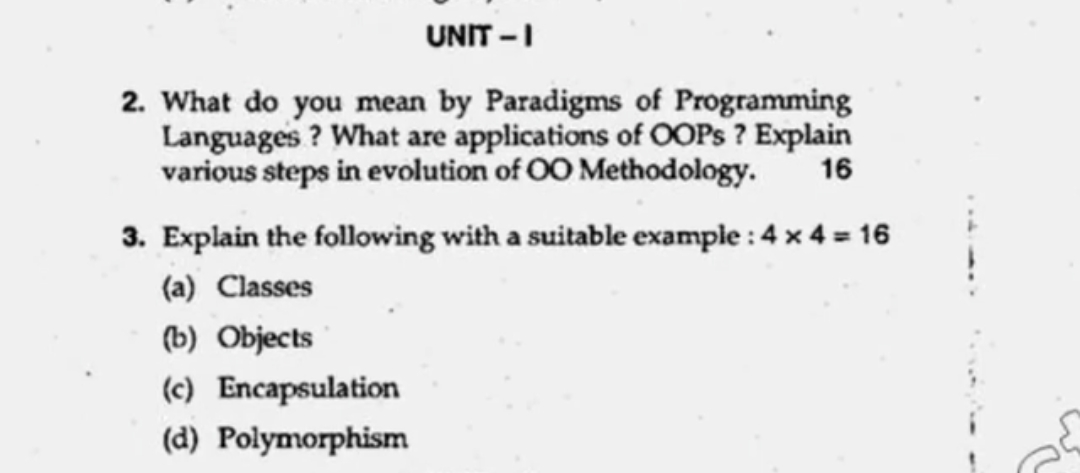 UNIT – I
2. What do you mean by Paradigms of Programming
Languages ? What are applications of OOPs ? Explain
various steps in evolution of OO Methodology. 16
3. Explain the following with a suitable example : 4 × 4 = 16
(a) Classes
(b) Objects
(c) Encapsulation
(d) Polymorphism